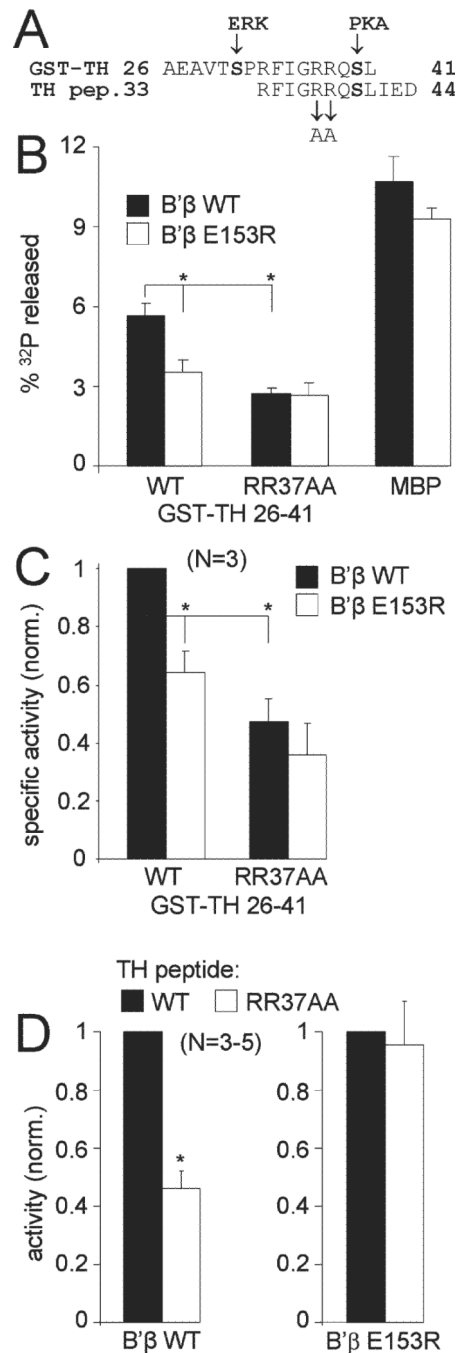 A
ERK PKA
GST-TH 26 AEAVTSPRFIGRRQSL 41
TH pep.33 RFIGRRQSLIED 44
AA
B
12
9
6
3
0
% ³²P released
B'β WT
B'β E153R
* *
WT RR37AA MBP
GST-TH 26-41
C
(N=3)
B'β WT
B'β E153R
1
0.8
0.6
0.4
0.2
0
specific activity (norm.)
* *
WT RR37AA
GST-TH 26-41
TH peptide:
WT RR37AA
D
(N=3-5)
1 1
0.8 0.8
0.6 0.6
0.4 0.4
0.2 0.2
0 0
activity (norm.)
*
B'β WT B'β E153R